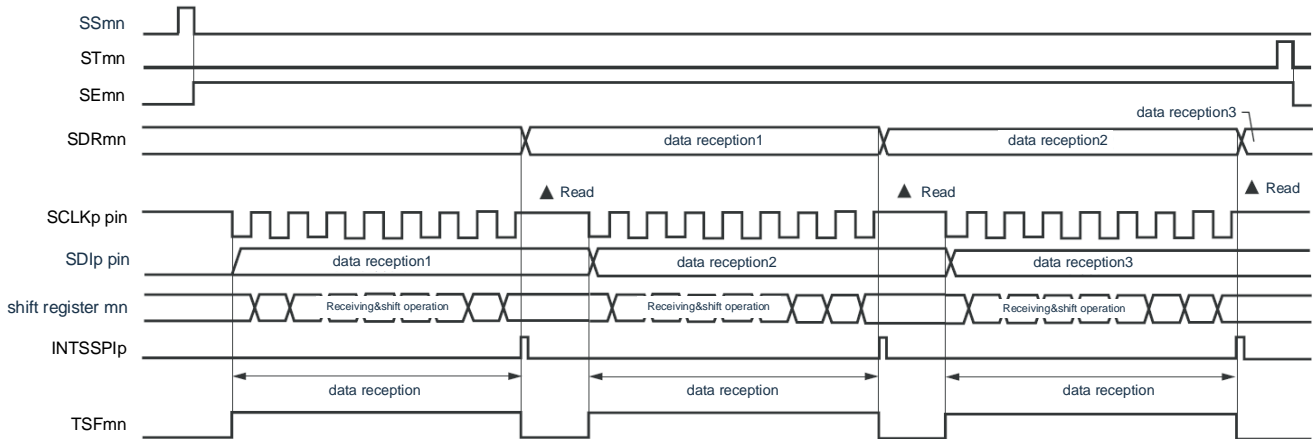 SSmn
STmn
SEmn
data reception3
SDRmn
data reception1
data reception2
▲ Read
▲ Read
▲ Read
SCLKp pin
SDIp pin
data reception1
data reception2
data reception3
shift register mn
Receiving&shift operation
Receiving&shift operation
Receiving&shift operation
INTSSPIp
data reception
data reception
data reception
TSFmn